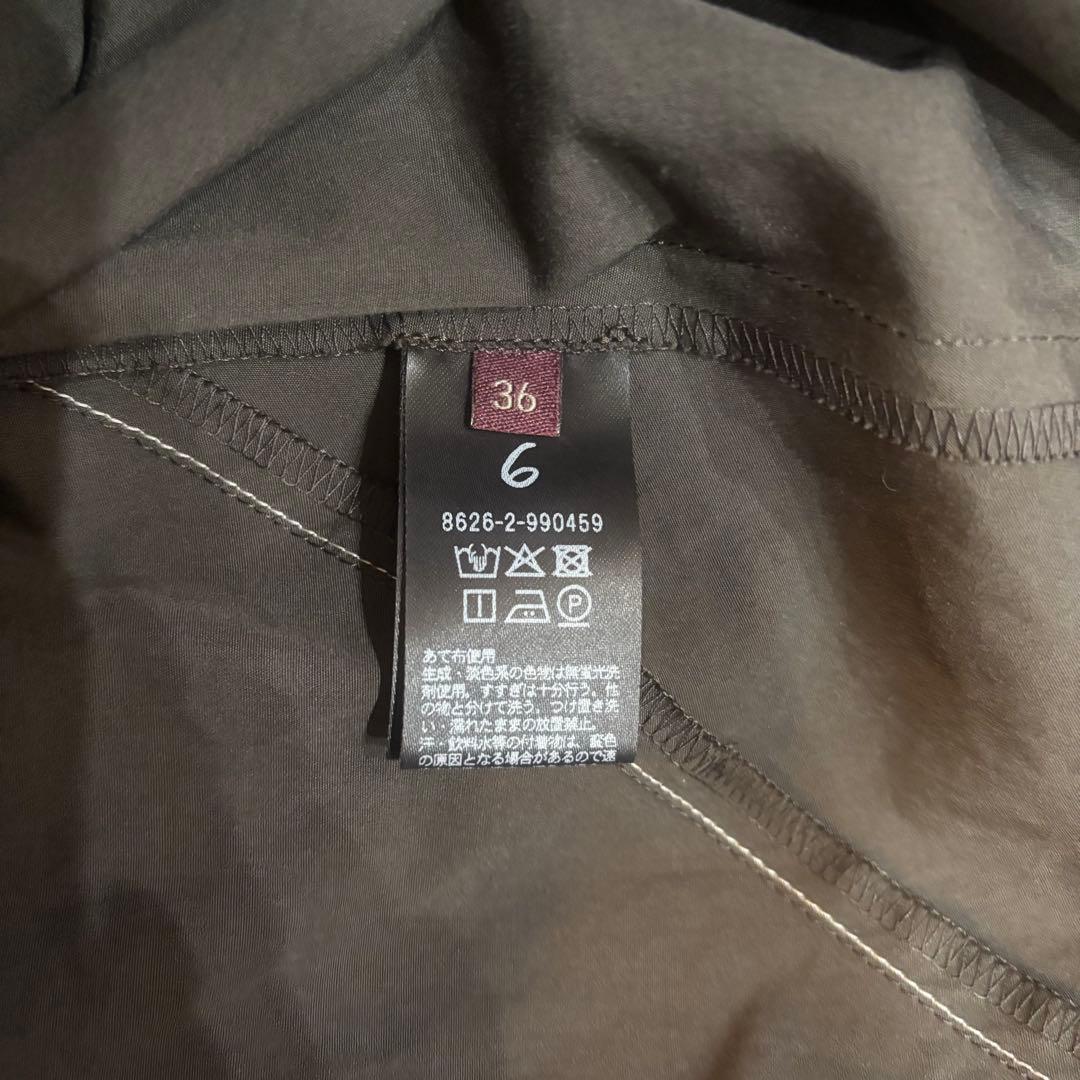 36
6
8626-2-990459
P
あて布使用
生成・淡色系の色物は無蛍光洗
剤使用。すすぎは十分行う、他
の物と分けて洗う、つけ置き洗
い・濡れたままの放置禁止。
汗・飲料水等の付着物は、変色
の原因となる場合があるので速